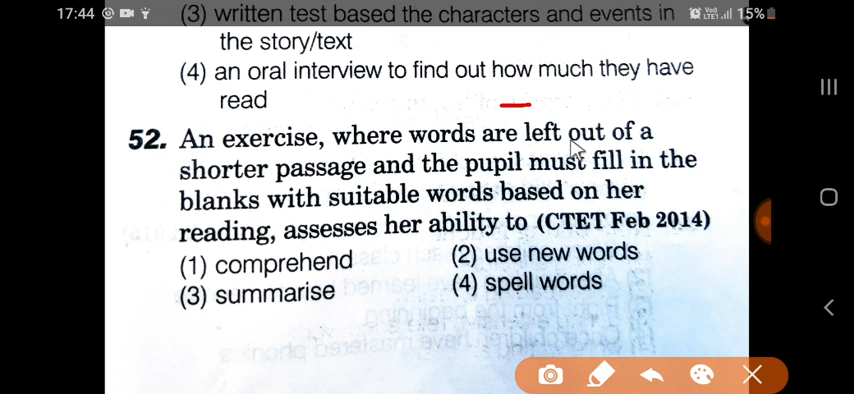 17:44
(3) written test based the characters and events in
15%
the story/text
(4) an oral interview to find out how much they have
read
52. An exercise, where words are left out of a
shorter passage and the pupil must fill in the
blanks with suitable words based on her
reading, assesses her ability to (CTET Feb 2014)
(1) comprehend (2) use new words
(3) summarise (4) spell words